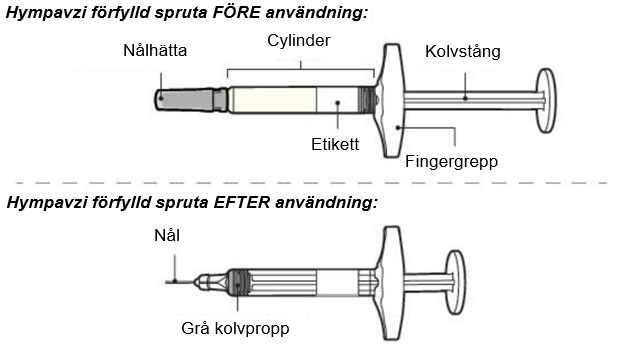 Hympavzi förfylld spruta FÖRE användning:
Cylinder
Nålhätta
Kolvstång
Etikett
Fingergrepp
Hympavzi förfylld spruta EFTER användning:
Nål
Grå kolvpropp